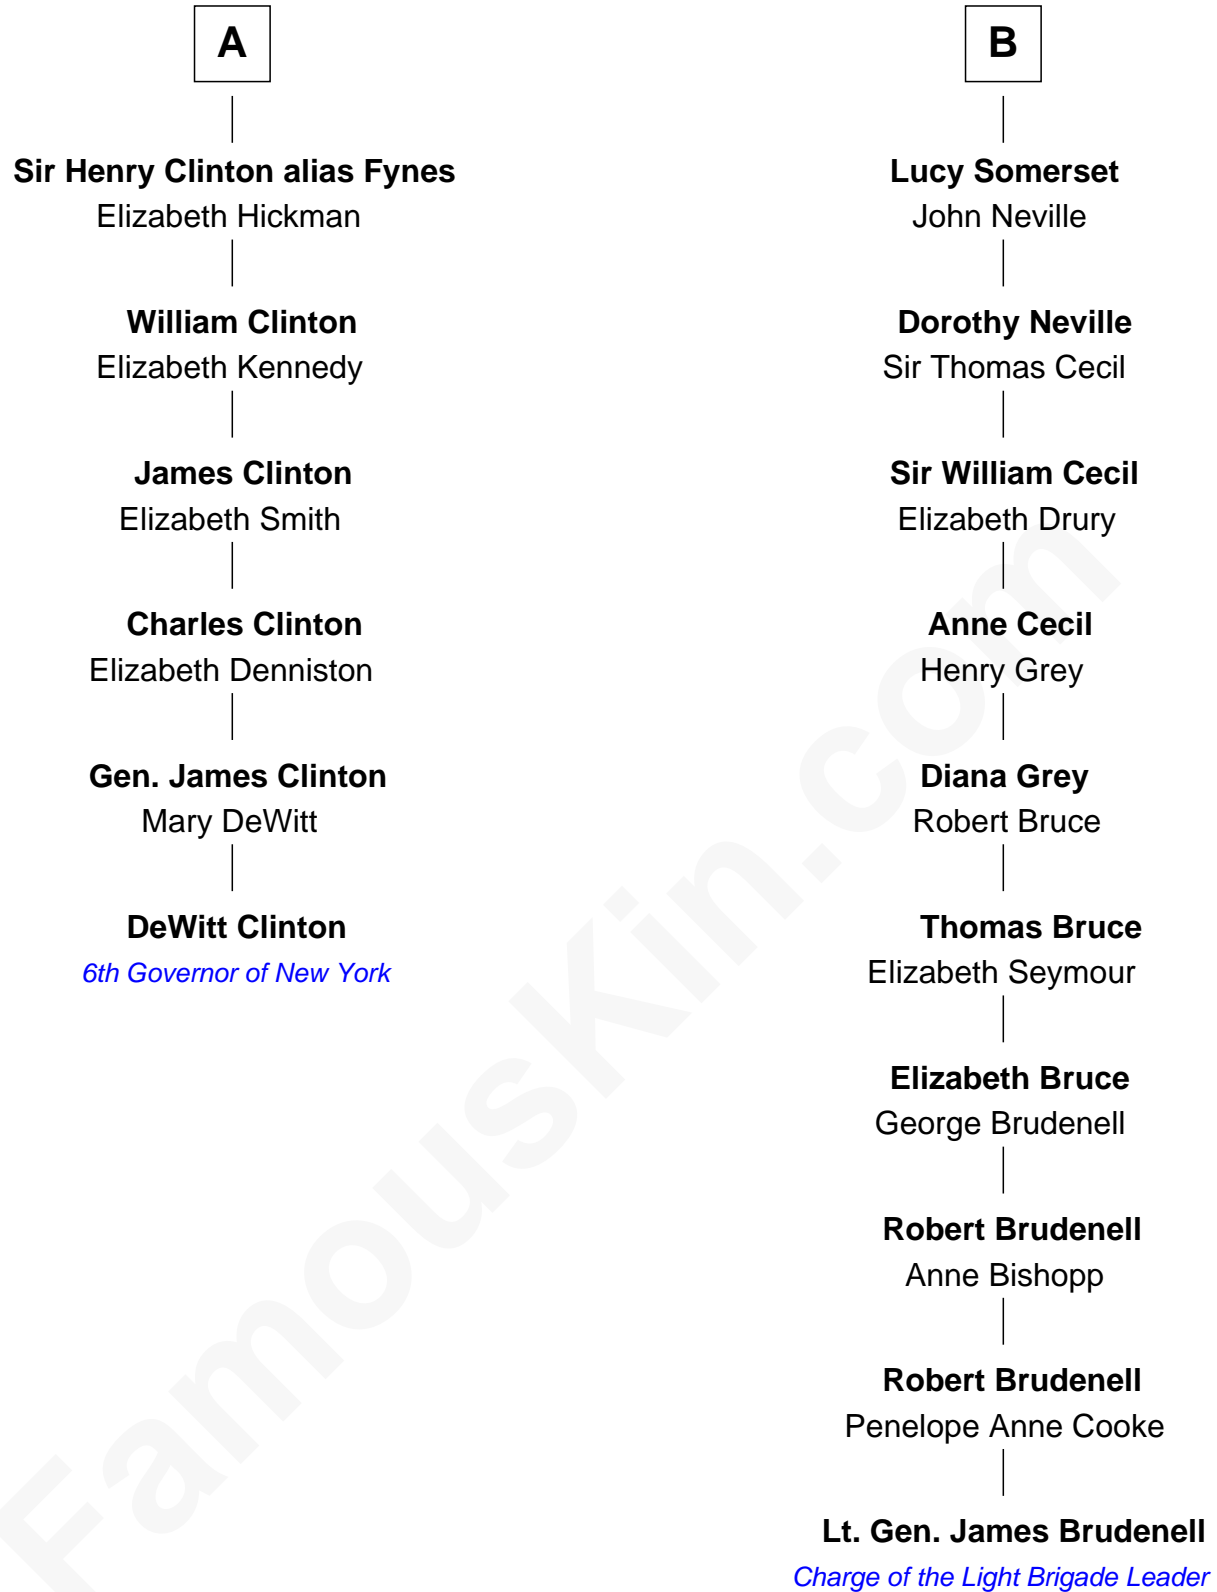 A
Sir Henry Clinton alias Fynes
Elizabeth Hickman
William Clinton
Elizabeth Kennedy
James Clinton
Elizabeth Smith
Charles Clinton
Elizabeth Denniston
Gen. James Clinton
Mary DeWitt
DeWitt Clinton
6th Governor of New York
B
Lucy Somerset
John Neville
Dorothy Neville
Sir Thomas Cecil
Sir William Cecil
Elizabeth Drury
Anne Cecil
Henry Grey
Diana Grey
Robert Bruce
Thomas Bruce
Elizabeth Seymour
Elizabeth Bruce
George Brudenell
Robert Brudenell
Anne Bishopp
Robert Brudenell
Penelope Anne Cooke
Lt. Gen. James Brudenell
Charge of the Light Brigade Leader
FamousKin.com